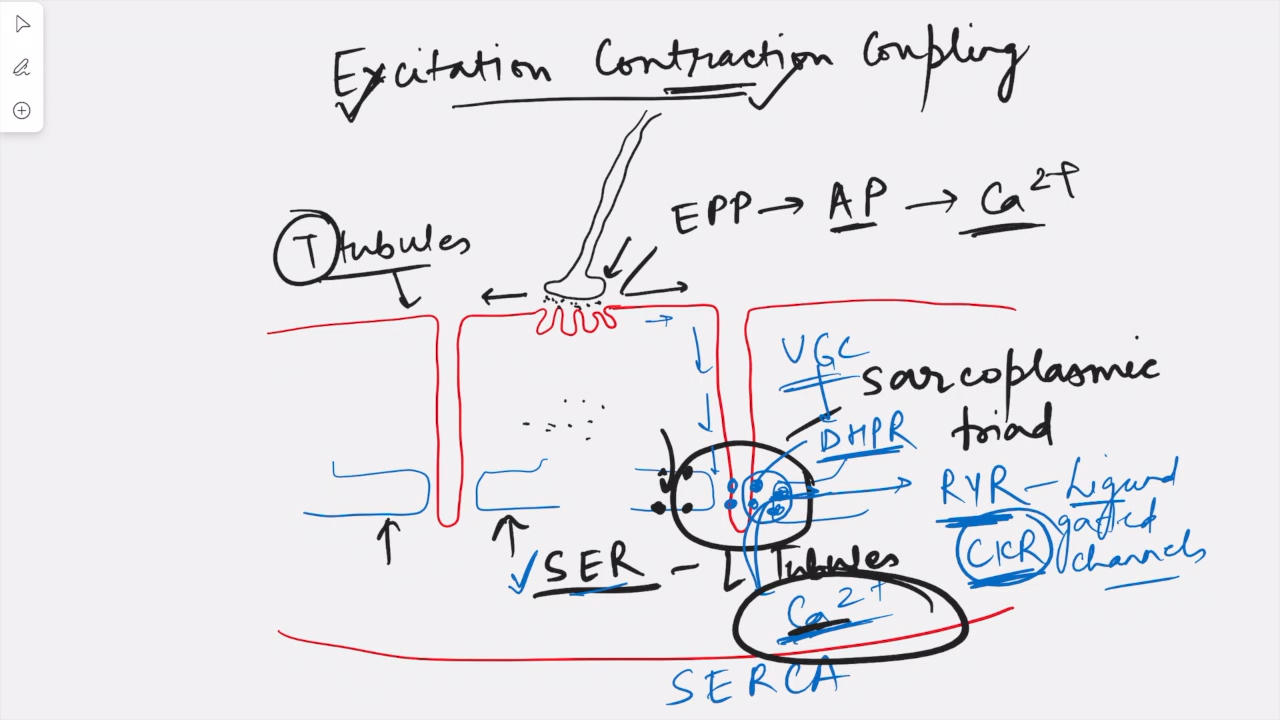 Excitation Contraction Coupling
EPP → AP → Ca²⁺
T tubules
VGC
sarcoplasmic
triad
DHPR
RYR - Ligand
gated
channels
CICR
SER - L Tubules
Ca²⁺
SERCA